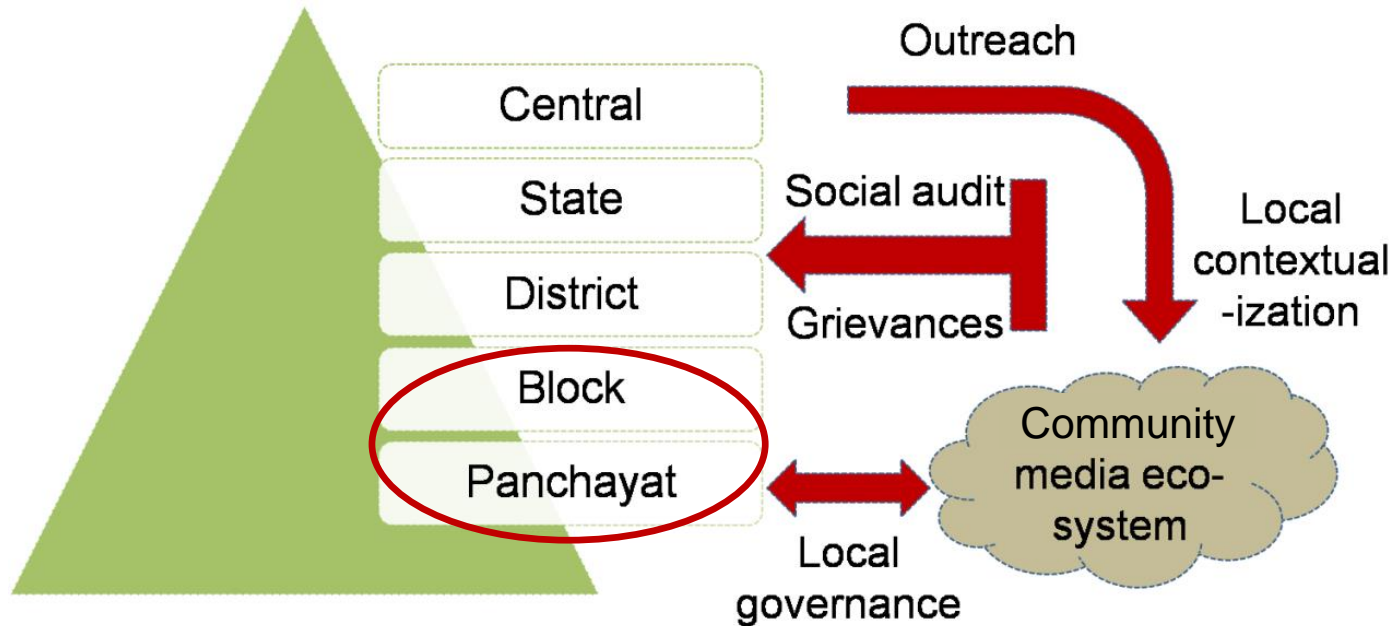 Central
State
District
Block
Panchayat
Outreach
Social audit
Grievances
Local
contextual
-ization
Community
media eco-
system
Local
governance